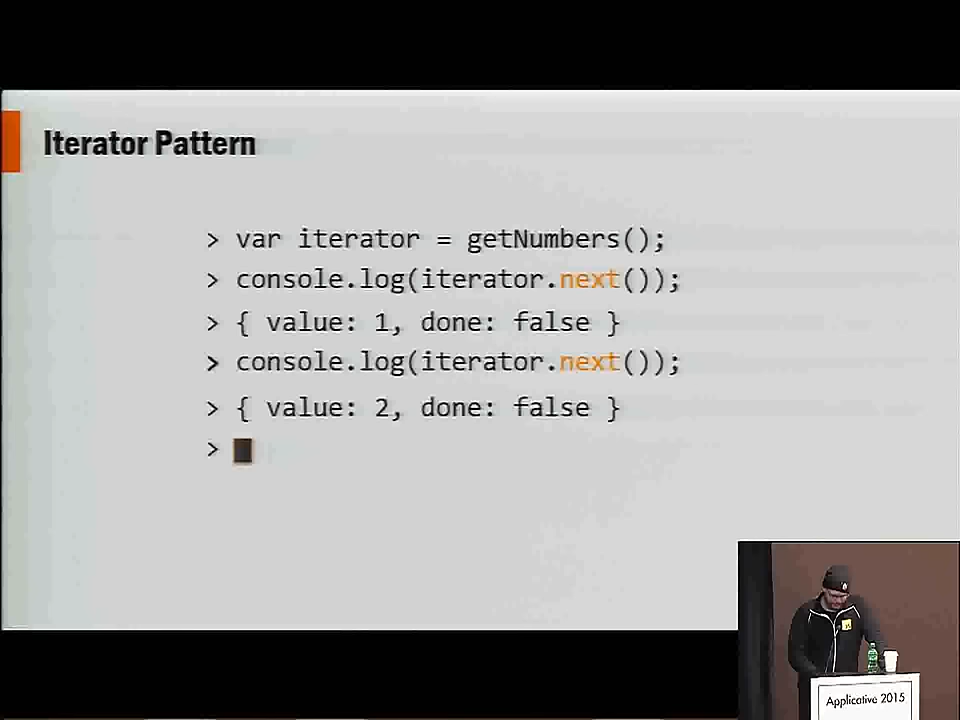 Iterator Pattern
> var iterator = getNumbers();
> console.log(iterator.next());
> { value: 1, done: false }
> console.log(iterator.next());
> { value: 2, done: false }
>
Applicative 2015